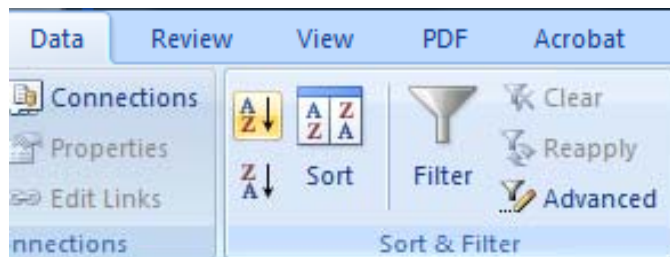 Data Review View PDF Acrobat
Connections
Properties
Edit Links
nnections
A
Z
Z
A
A Z
Z A
Sort
Filter
Clear
Reapply
Advanced
Sort & Filter